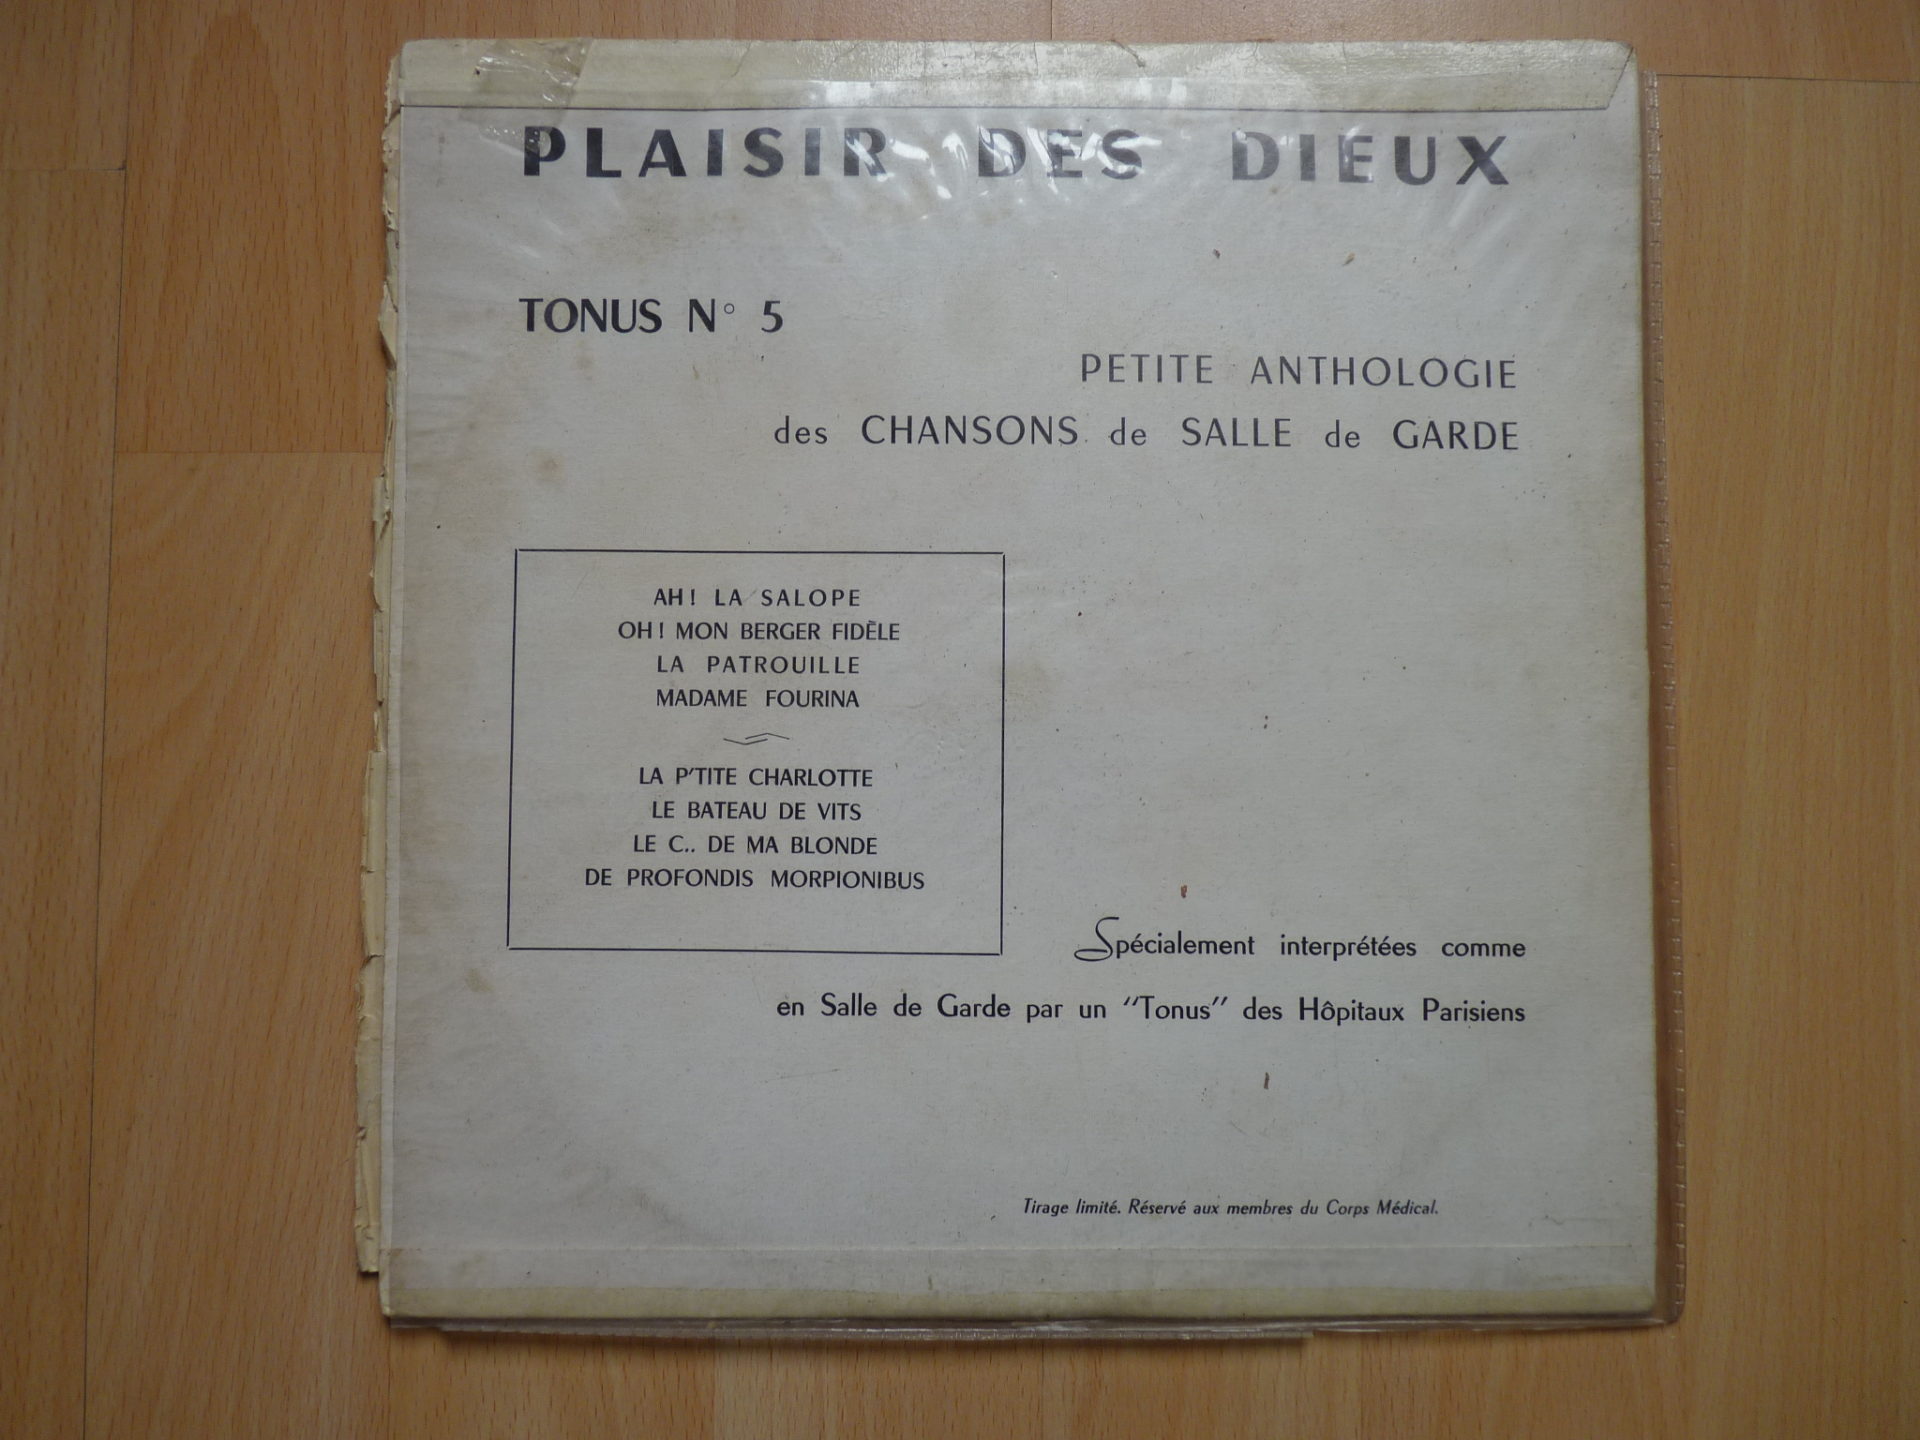 PLAISIR DES DIEUX
TONUS N° 5
PETITE ANTHOLOGIE
des CHANSONS de SALLE de GARDE
AH! LA SALOPE
OH! MON BERGER FIDÈLE
LA PATROUILLE
MADAME FOURINA
LA P'TITE CHARLOTTE
LE BATEAU DE VITS
LE C.. DE MA BLONDE
DE PROFONDIS MORPIONIBUS
Spécialement interprétées comme
en Salle de Garde par un "Tonus" des Hôpitaux Parisiens
Tirage limité. Réservé aux membres du Corps Médical.